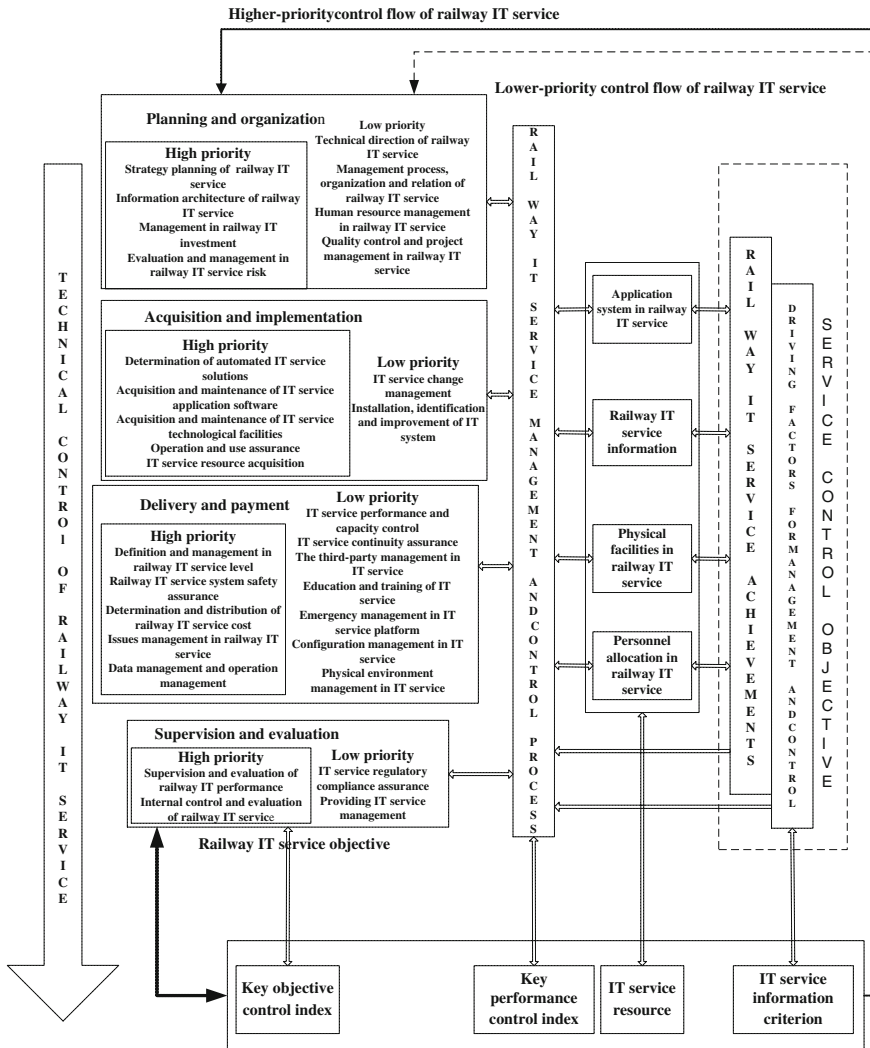 Higher-prioritycontrol flow of railway IT service
Lower-priority control flow of railway IT service
TECHNICAL CONTROl OF RAILWAY IT SERVICE
Planning and organization
High priority
Strategy planning of railway IT
service
Information architecture of railway
IT service
Management in railway IT
investment
Evaluation and management in
railway IT service risk
Low priority
Technical direction of railway
IT service
Management process,
organization and relation of
railway IT service
Human resource management
in railway IT service
Quality control and project
management in railway IT
service
Acquisition and implementation
High priority
Determination of automated IT service
solutions
Acquisition and maintenance of IT service
application software
Acquisition and maintenance of IT service
technological facilities
Operation and use assurance
IT service resource acquisition
Low priority
IT service change
management
Installation, identification
and improvement of IT
system
Delivery and payment
High priority
Definition and management in
railway IT service level
Railway IT service system safety
assurance
Determination and distribution of
railway IT service cost
Issues management in railway IT
service
Data management and operation
management
Low priority
IT service performance and
capacity control
IT service continuity assurance
The third-party management in
IT service
Education and training of IT
service
Emergency management in IT
service platform
Configuration management in IT
service
Physical environment
management in IT service
Supervision and evaluation
High priority
Supervision and evaluation of
railway IT performance
Internal control and evaluation
of railway IT service
Low priority
IT service regulatory
compliance assurance
Providing IT service
management
Railway IT service objective
RAIL WAY IT SERVICE MANAGEMENT ANDCONTROL PROCESS
Application
system in railway
IT service
Railway IT
service
information
Physical
facilities in
railway IT
service
Personnel
allocation in
railway IT
service
RAIL WAY IT SERVICE ACHIEVEMENTS
DRIVING FACTORS FORMANAGEMENT ANDCONTROL
SERVICE CONTROL OBJECTIVE
Key objective
control index
Key
performance
control index
IT service
resource
IT service
information
criterion